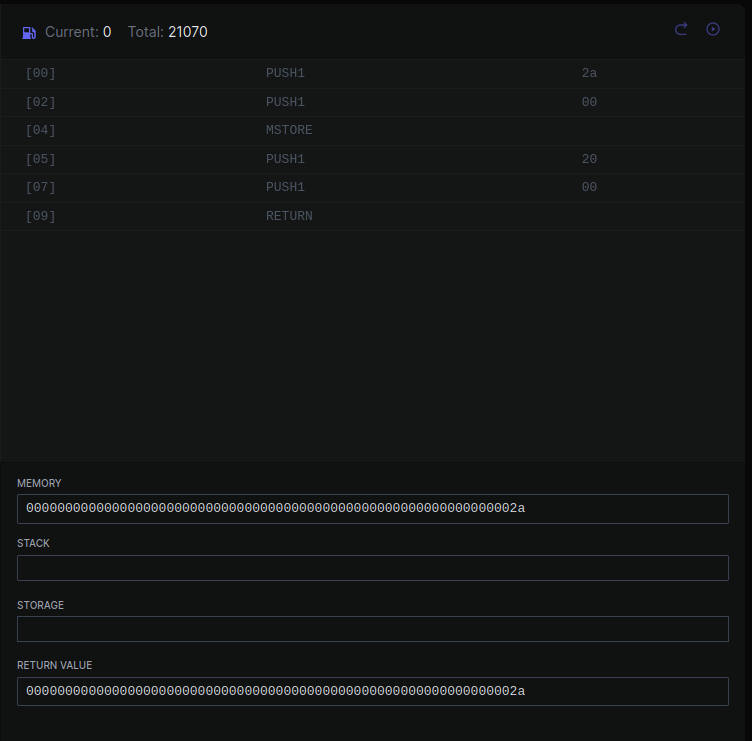 Current: 0 Total: 21070
[00] PUSH1 2a
[02] PUSH1 00
[04] MSTORE
[05] PUSH1 20
[07] PUSH1 00
[09] RETURN
MEMORY
000000000000000000000000000000000000000000000000000000000000002a
STACK
STORAGE
RETURN VALUE
000000000000000000000000000000000000000000000000000000000000002a